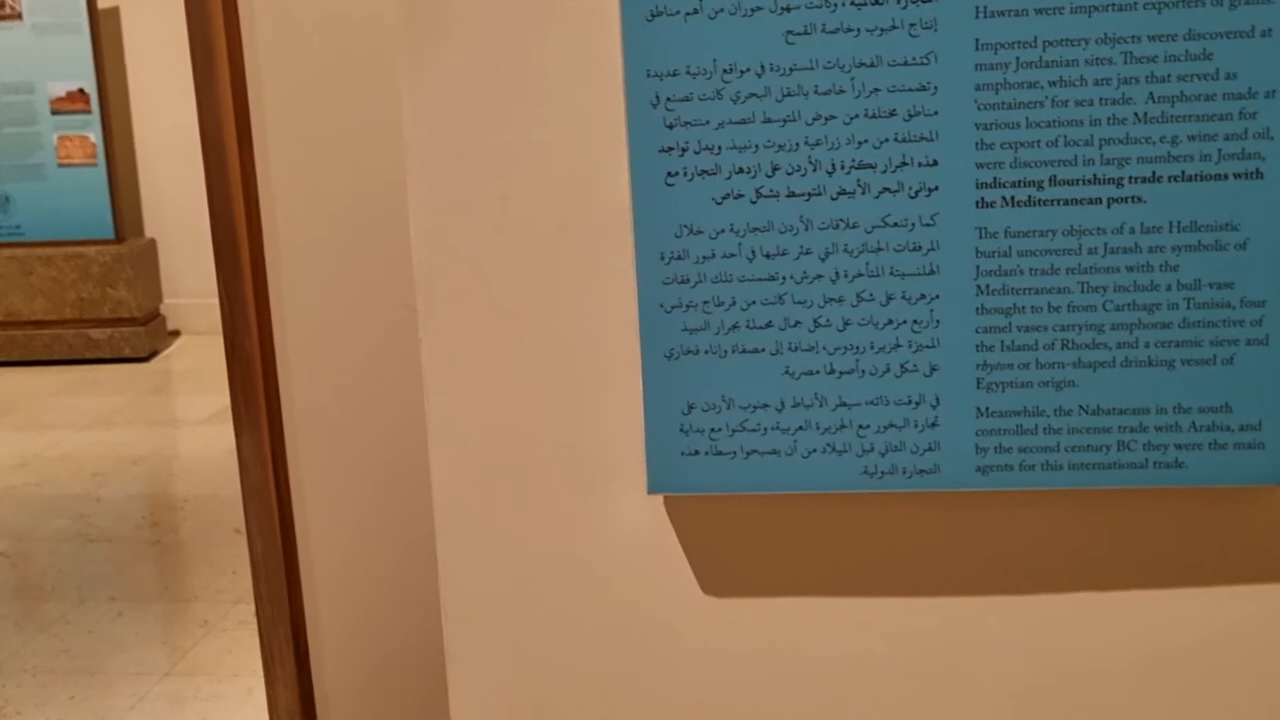 التجارة العالمية، وكانت سهول حوران من أهم مناطق
إنتاج الحبوب وخاصة القمح.
اكتشفت الفخاريات المستوردة في مواقع أردنية عديدة
وتضمنت جراراً خاصة بالنقل البحري كانت تصنع في
مناطق مختلفة من حوض المتوسط لتصدير منتجاتها
المختلفة من مواد زراعية وزيوت ونبيذ. ويدل تواجد
هذه الجرار بكثرة في الأردن على ازدهار التجارة مع
موانئ البحر الأبيض المتوسط بشكل خاص.
كما وتنعكس علاقات الأردن التجارية من خلال
المرفقات الجنائزية التي عثر عليها في أحد قبور الفترة
الهلنستية المتأخرة في جرش، وتضمنت تلك المرفقات
مزهرية على شكل عِجل ربما كانت من قرطاج بتونس،
وأربع مزهريات على شكل جمال محملة بجرار النبيذ
المميزة لجزيرة رودوس، إضافة إلى مصفاة وإناء فخاري
على شكل قرن وأصولها مصرية.
في الوقت ذاته، سيطر الأنباط في جنوب الأردن على
تجارة البخور مع الجزيرة العربية، وتمكنوا مع بداية
القرن الثاني قبل الميلاد من أن يصبحوا وسطاء هذه
التجارة الدولية.
Hawran were important exporters of grains.
Imported pottery objects were discovered at
many Jordanian sites. These include
amphorae, which are jars that served as
'containers' for sea trade. Amphorae made at
various locations in the Mediterranean for
the export of local produce, e.g. wine and oil,
were discovered in large numbers in Jordan,
indicating flourishing trade relations with
the Mediterranean ports.
The funerary objects of a late Hellenistic
burial uncovered at Jarash are symbolic of
Jordan's trade relations with the
Mediterranean. They include a bull-vase
thought to be from Carthage in Tunisia, four
camel vases carrying amphorae distinctive of
the Island of Rhodes, and a ceramic sieve and
rhyton or horn-shaped drinking vessel of
Egyptian origin.
Meanwhile, the Nabataeans in the south
controlled the incense trade with Arabia, and
by the second century BC they were the main
agents for this international trade.